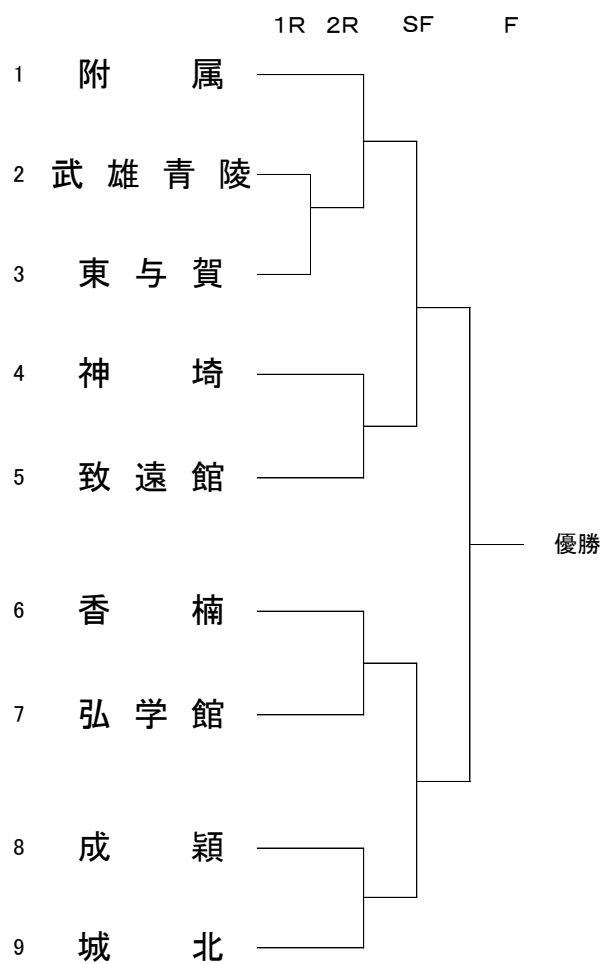 1R 2R SF F
1 附属
2 武雄青陵
3 東与賀
4 神埼
5 致遠館
優勝
6 香楠
7 弘学館
8 成穎
9 城北